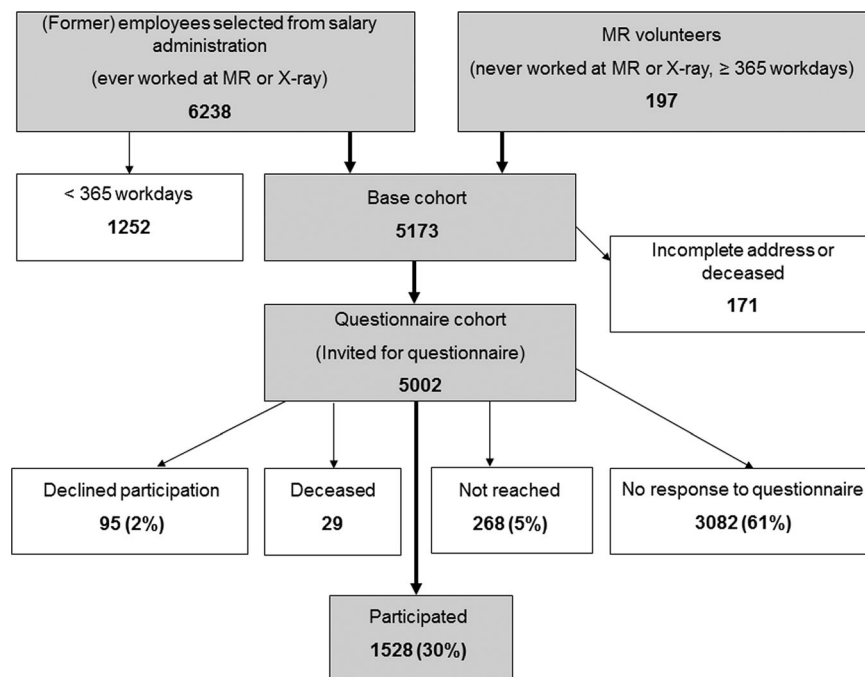 (Former) employees selected from salary
administration
(ever worked at MR or X-ray)
6238
MR volunteers
(never worked at MR or X-ray, ≥ 365 workdays)
197
< 365 workdays
1252
Base cohort
5173
Incomplete address or
deceased
171
Questionnaire cohort
(Invited for questionnaire)
5002
Declined participation
95 (2%)
Deceased
29
Not reached
268 (5%)
No response to questionnaire
3082 (61%)
Participated
1528 (30%)